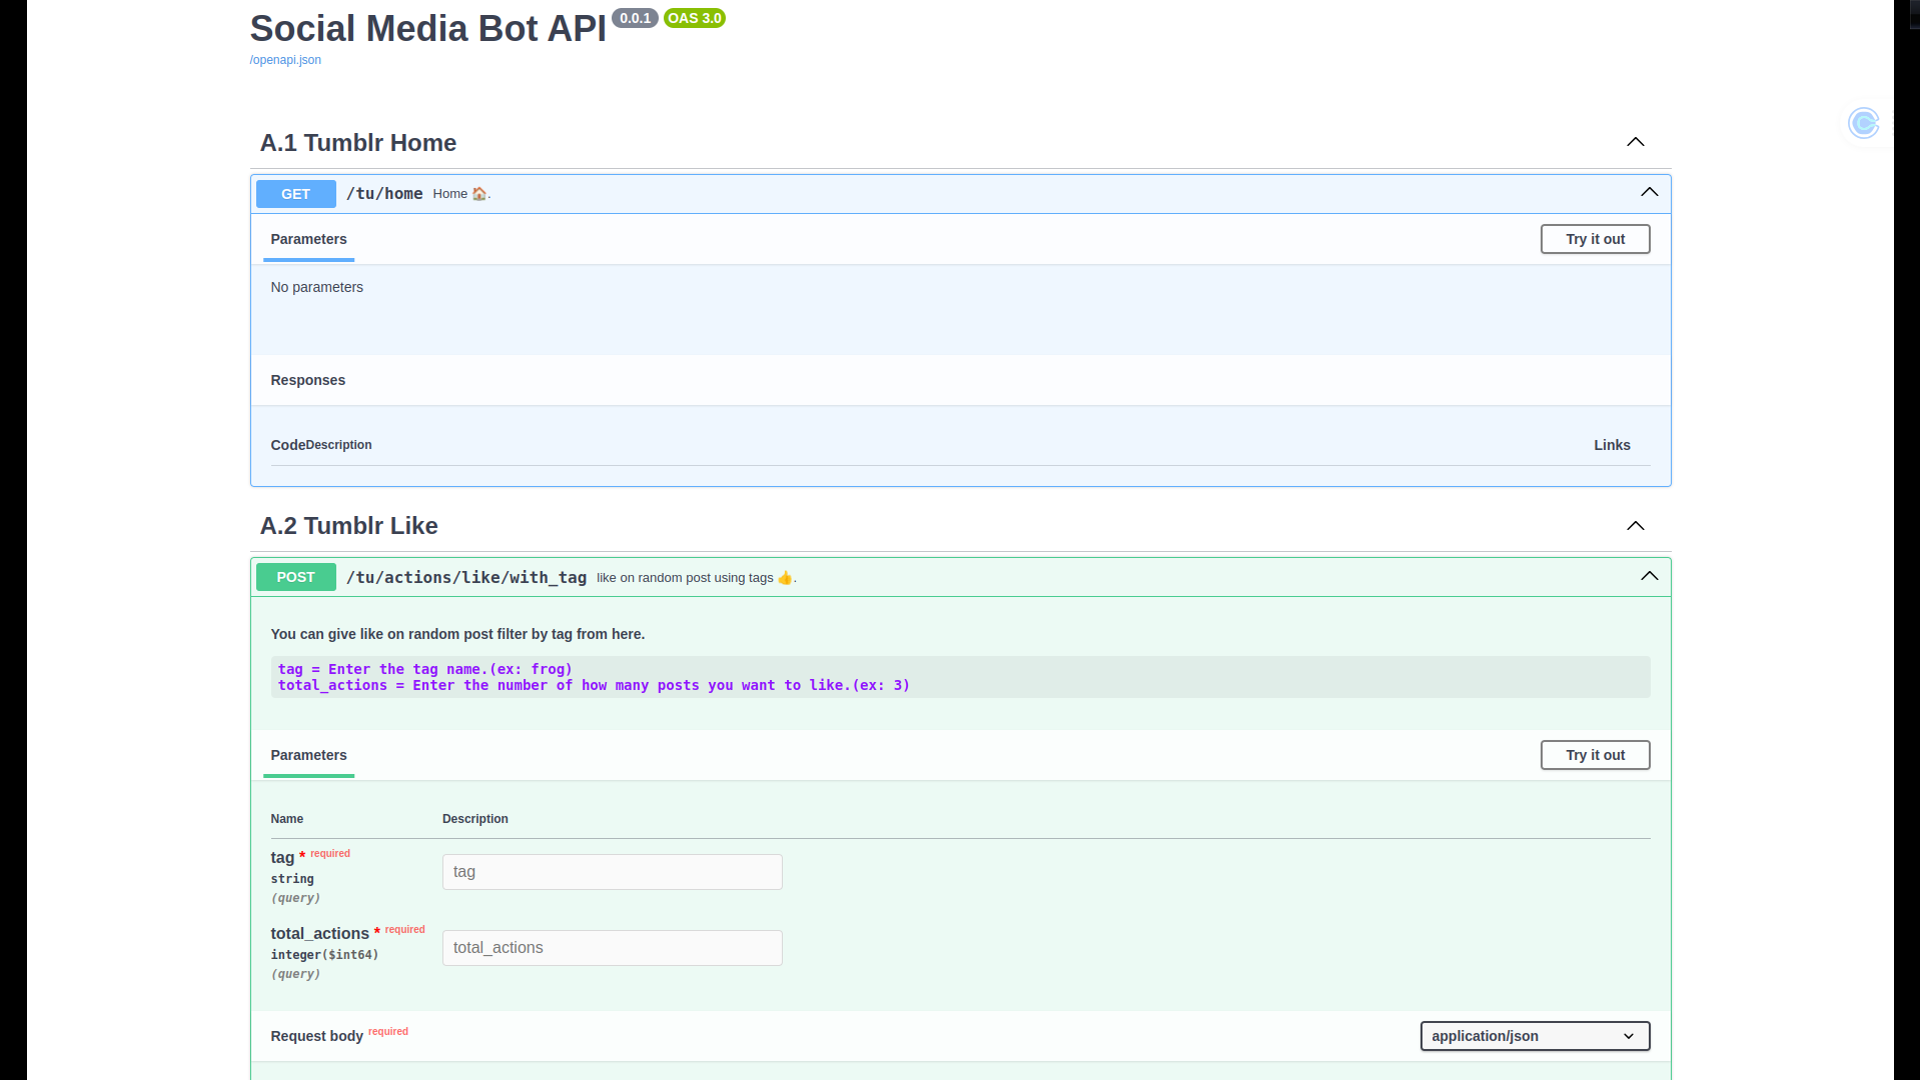 Social Media Bot API 0.0.1 OAS 3.0
/openapi.json
A.1 Tumblr Home
GET /tu/home Home 🏠.
Parameters Try it out
No parameters
Responses
Code Description Links
A.2 Tumblr Like
POST /tu/actions/like/with_tag like on random post using tags 👍.
You can give like on random post filter by tag from here.
tag = Enter the tag name.(ex: frog)
total_actions = Enter the number of how many posts you want to like.(ex: 3)
Parameters Try it out
Name Description
tag * required
string
(query)
tag
total_actions * required
integer($int64)
(query)
total_actions
Request body required application/json